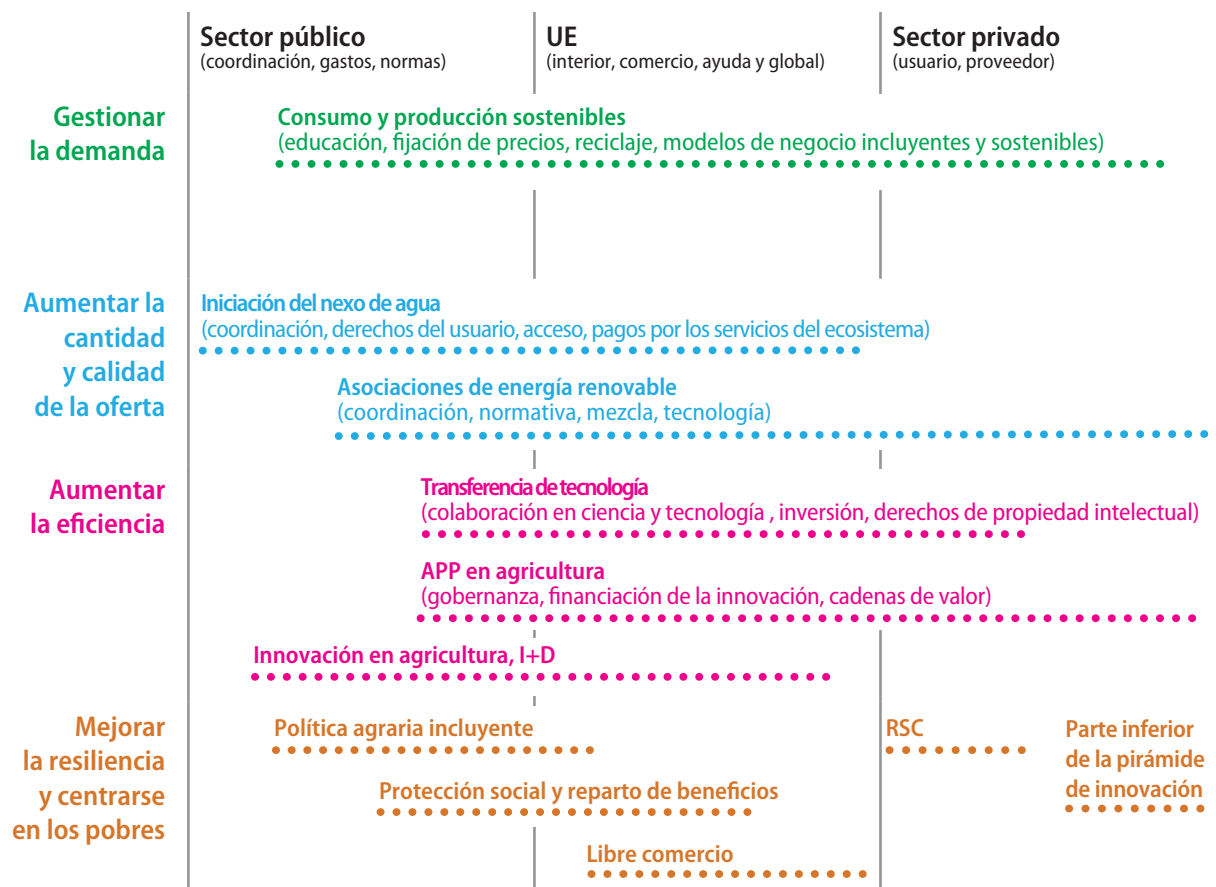 Sector público
(coordinación, gastos, normas)
UE
(interior, comercio, ayuda y global)
Sector privado
(usuario, proveedor)
Gestionar
la demanda
Consumo y producción sostenibles
(educación, fijación de precios, reciclaje, modelos de negocio incluyentes y sostenibles)
Aumentar la
cantidad
y calidad
de la oferta
Iniciación del nexo de agua
(coordinación, derechos del usuario, acceso, pagos por los servicios del ecosistema)
Asociaciones de energía renovable
(coordinación, normativa, mezcla, tecnología)
Aumentar
la eficiencia
Transferencia de tecnología
(colaboración en ciencia y tecnología , inversión, derechos de propiedad intelectual)
APP en agricultura
(gobernanza, financiación de la innovación, cadenas de valor)
Innovación en agricultura, I+D
Mejorar
la resiliencia
y centrarse
en los pobres
Política agraria incluyente
RSC
Parte inferior
de la pirámide
de innovación
Protección social y reparto de beneficios
Libre comercio